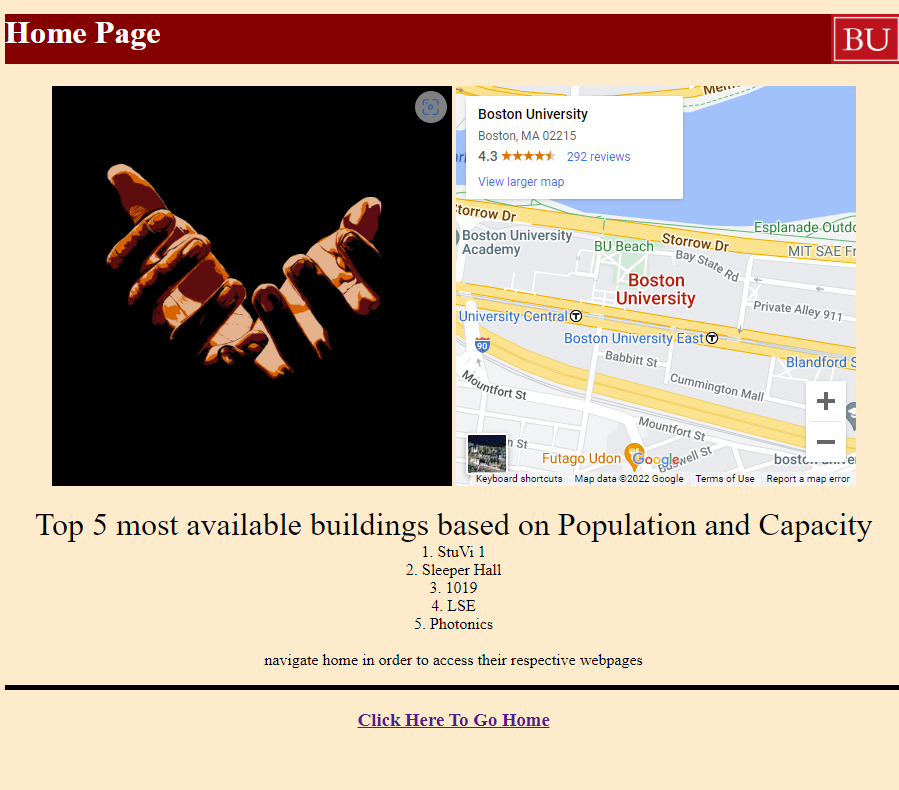 Home Page
BU
Boston University
Boston, MA 02215
4.3
292 reviews
View larger map
Storrow Dr
Esplanade Outdo
Boston University
Academy
BU Beach
Storrow Dr
MIT SAE Fr
Bay State Rd
Boston
University
Private Alley 911
University Central
Boston University East
90
Babbitt St
Blandford S
Mountfort St
Cummington Mall
Mountfort St
n St
Futago Udon
Google
Buswell St
Keyboard shortcuts
Map data ©2022 Google
Terms of Use
Report a map error
Top 5 most available buildings based on Population and Capacity
1. StuVi 1
2. Sleeper Hall
3. 1019
4. LSE
5. Photonics
navigate home in order to access their respective webpages
Click Here To Go Home